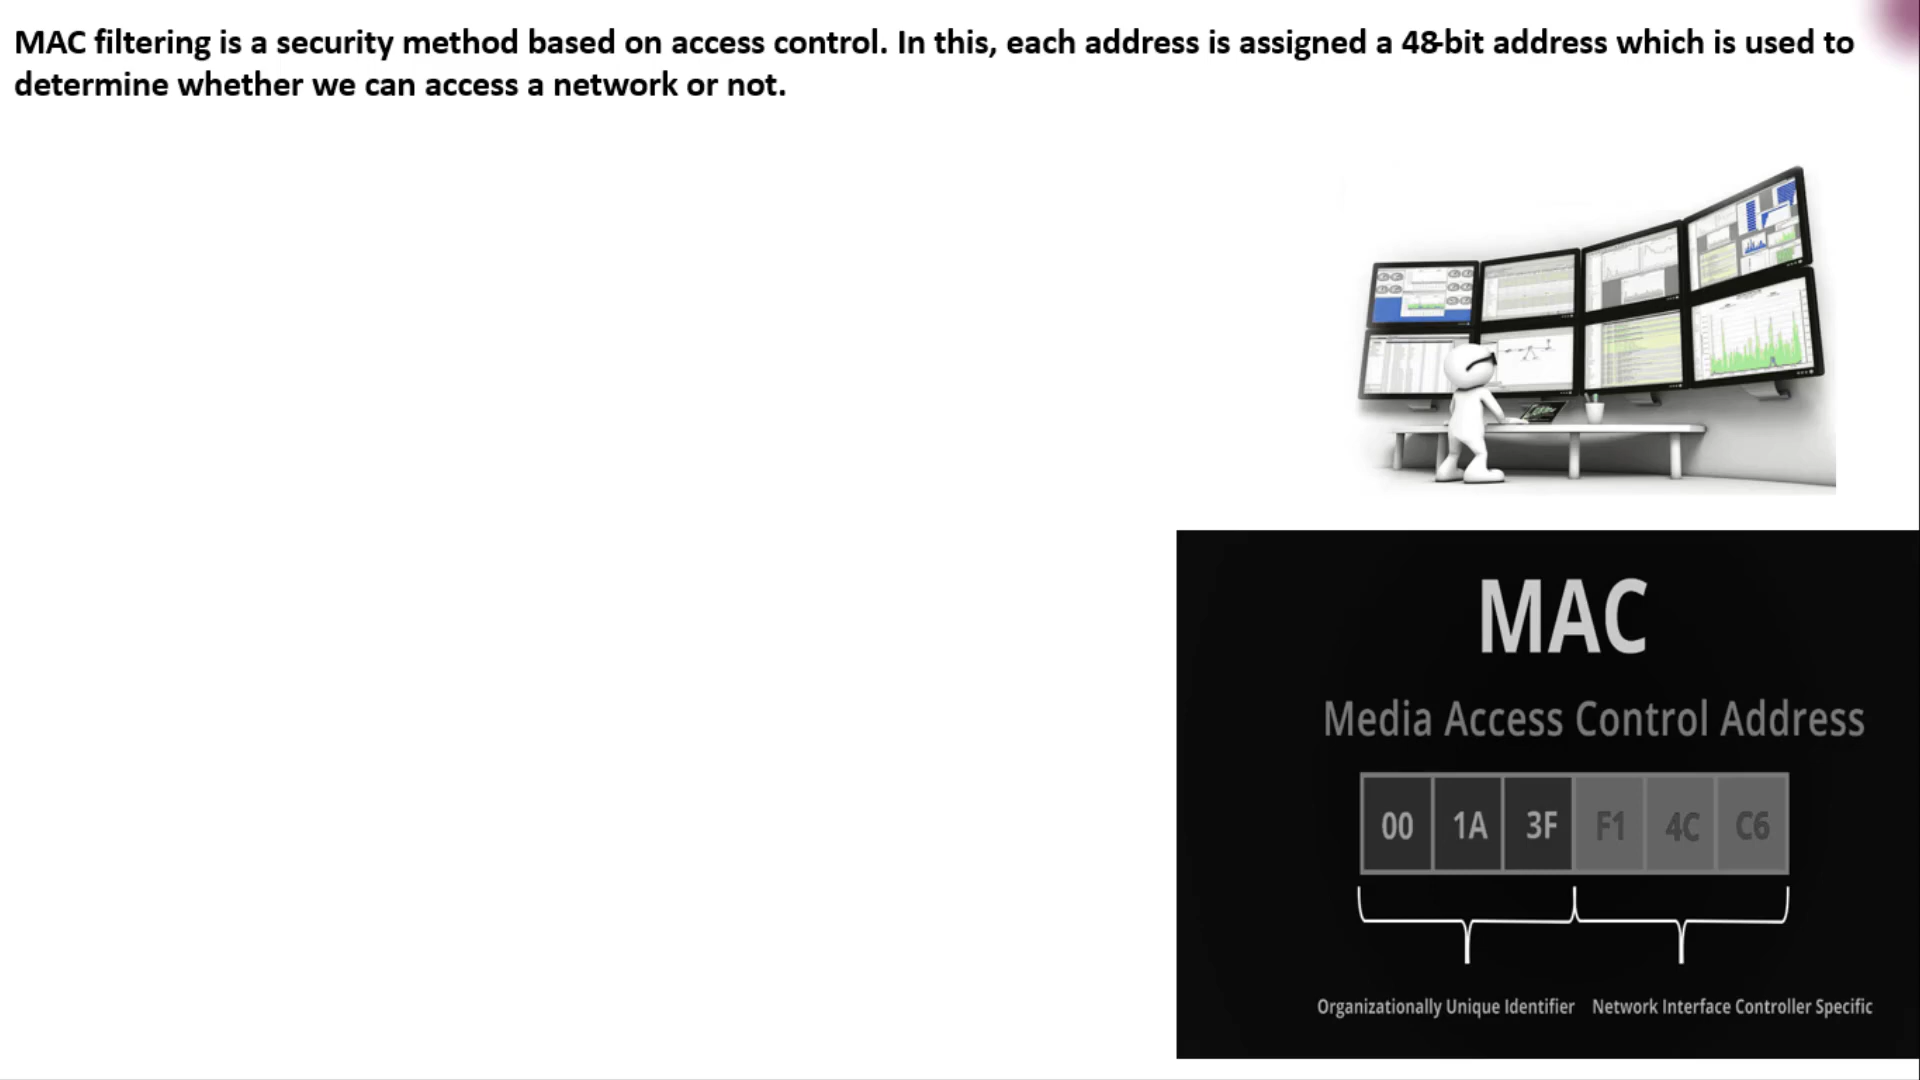 MAC filtering is a security method based on access control. In this, each address is assigned a 48-bit address which is used to
determine whether we can access a network or not.
MAC
Media Access Control Address
00 1A 3F F1 4C C6
Organizationally Unique Identifier Network Interface Controller Specific